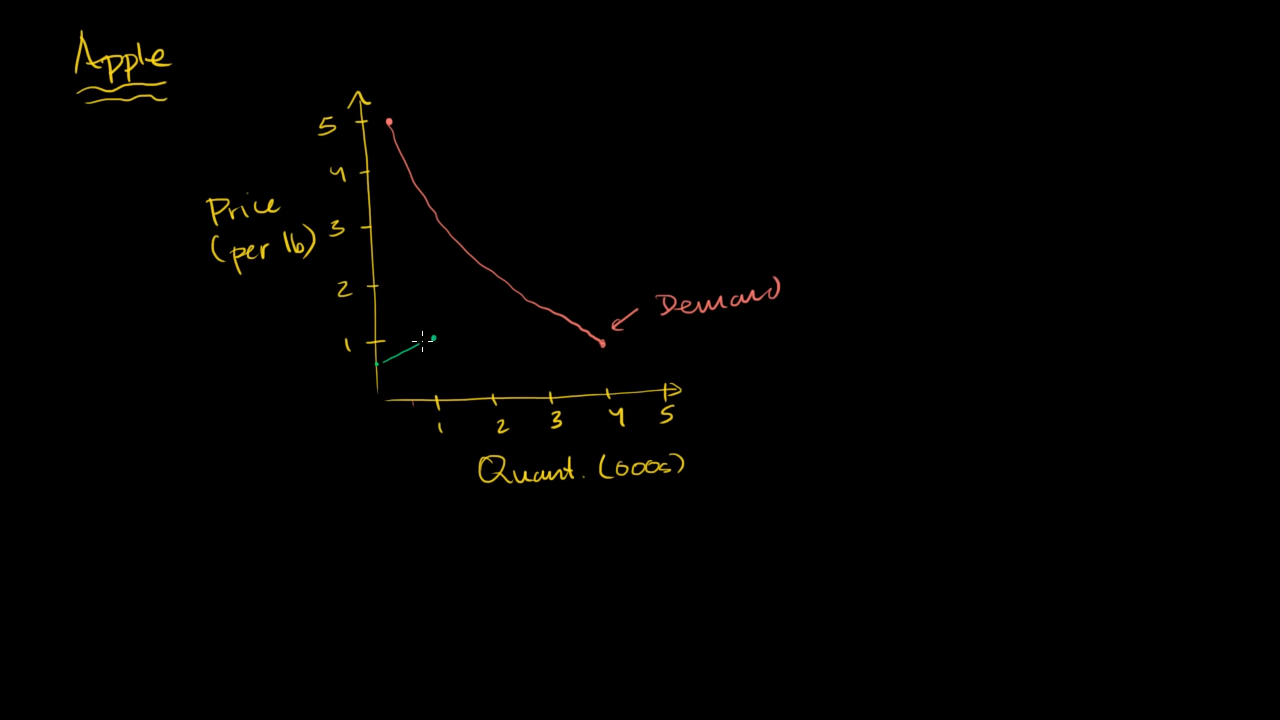 Apple
5
4
Price
(per lb)
3
2
1
Demand
1 2 3 4 5
Quant. (000s)